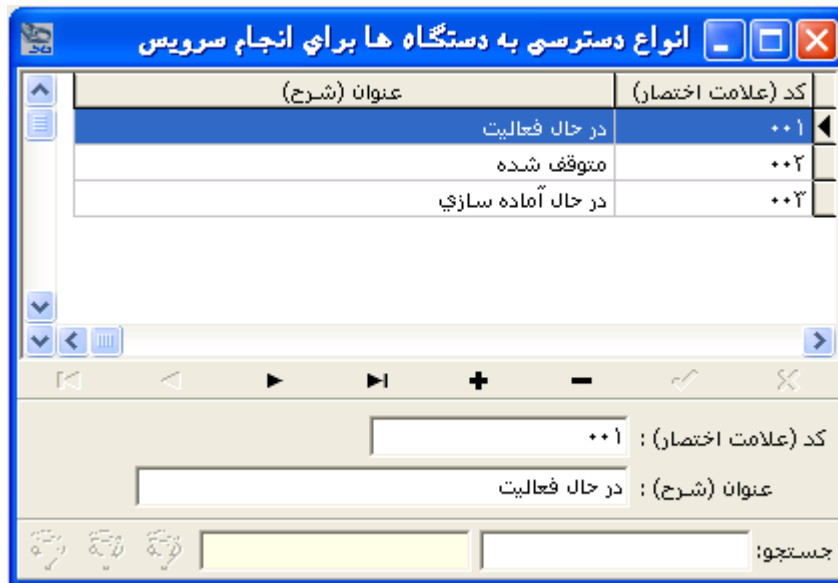 انواع دسترسي به دستگاه ها براي انجام سرويس
كد (علامت اختصار) عنوان (شرح)
۰۰۱ در حال فعاليت
۰۰۲ متوقف شده
۰۰۳ در حال آماده سازي
كد (علامت اختصار) : ۰۰۱
عنوان (شرح) : در حال فعاليت
جستجو: